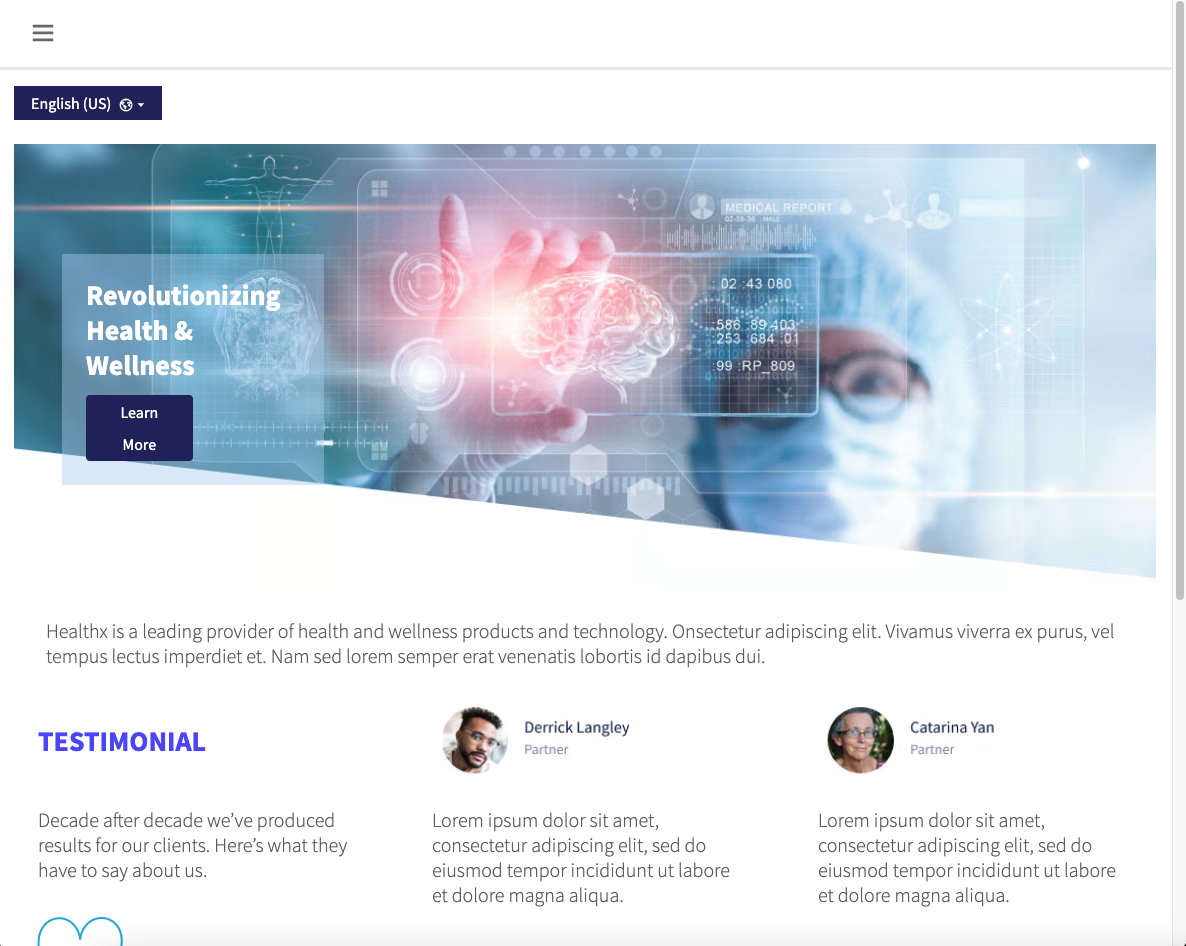 English (US)
MEDICAL REPORT
02-08-38 MALE
: 02 :43 080
:586 :89 403
:253 :684 :01
:99 :RP_809
Revolutionizing
Health &
Wellness
Learn
More
Healthx is a leading provider of health and wellness products and technology. Onsectetur adipiscing elit. Vivamus viverra ex purus, vel
tempus lectus imperdiet et. Nam sed lorem semper erat venenatis lobortis id dapibus dui.
TESTIMONIAL
Derrick Langley
Partner
Catarina Yan
Partner
Decade after decade we’ve produced
results for our clients. Here’s what they
have to say about us.
Lorem ipsum dolor sit amet,
consectetur adipiscing elit, sed do
eiusmod tempor incididunt ut labore
et dolore magna aliqua.
Lorem ipsum dolor sit amet,
consectetur adipiscing elit, sed do
eiusmod tempor incididunt ut labore
et dolore magna aliqua.